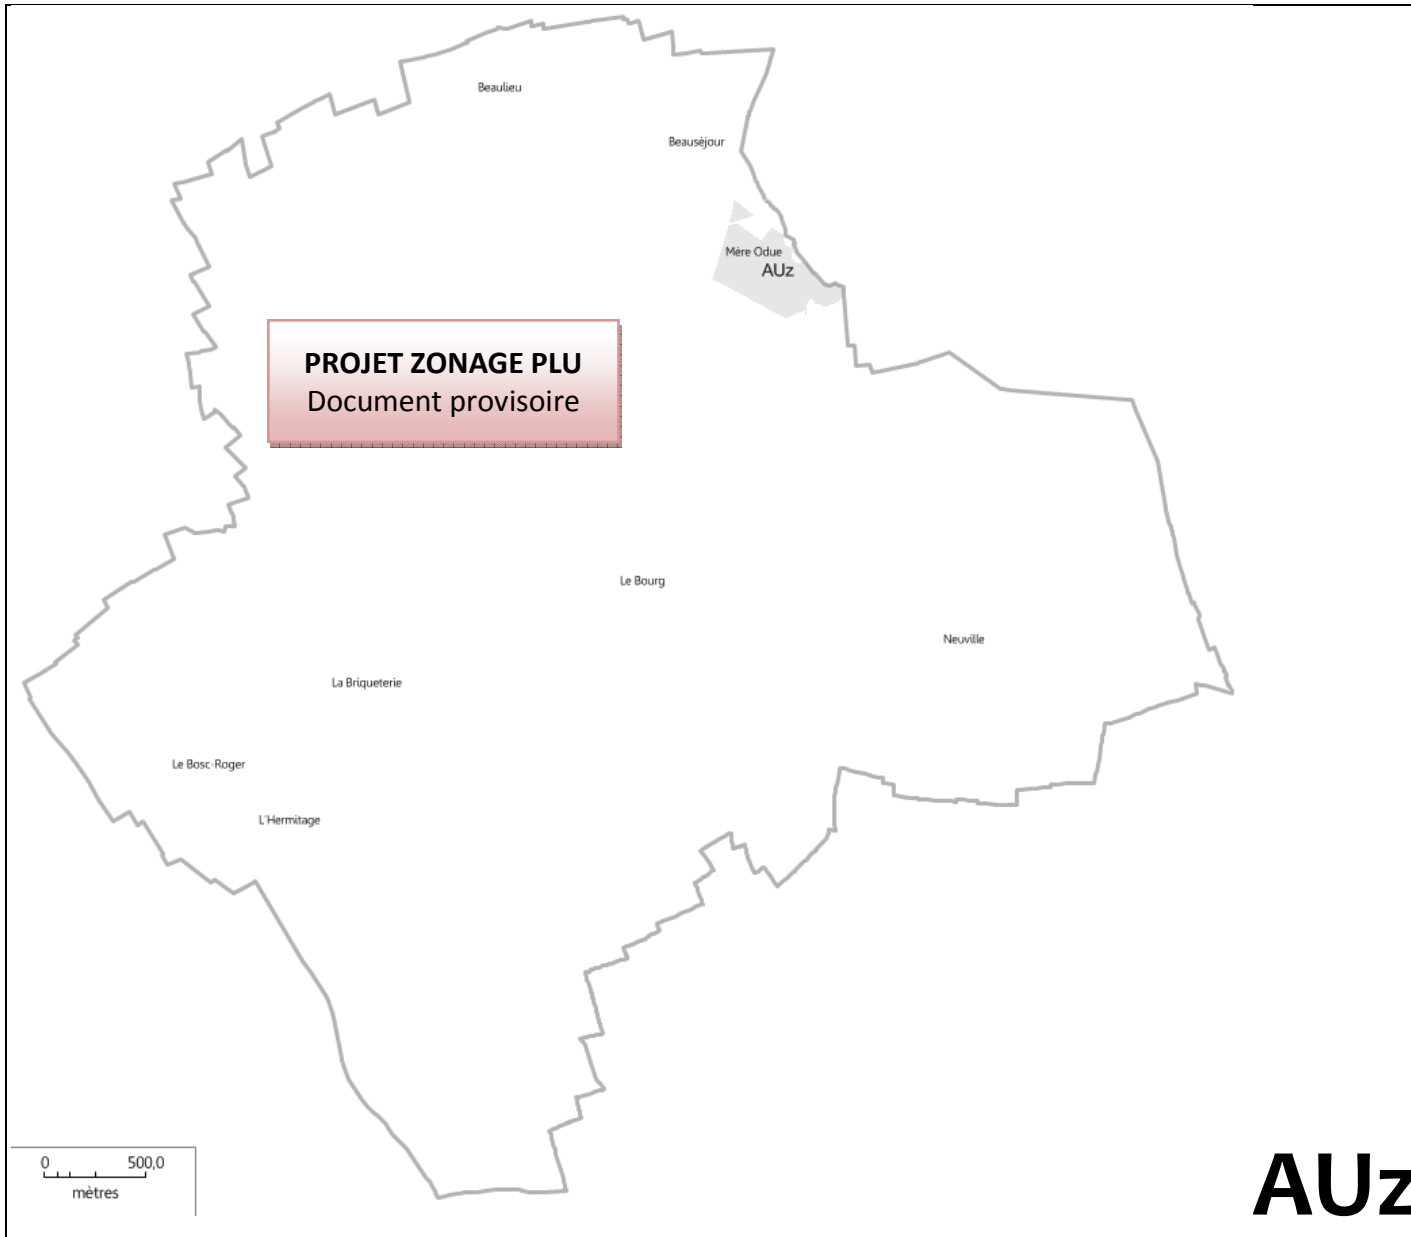 Beaulieu
Beauséjour
Mère Odue
AUz
PROJET ZONAGE PLU
Document provisoire
Le Bourg
Neuville
La Briqueterie
Le Bosc-Roger
L'Hermitage
0 500,0
mètres
AUz